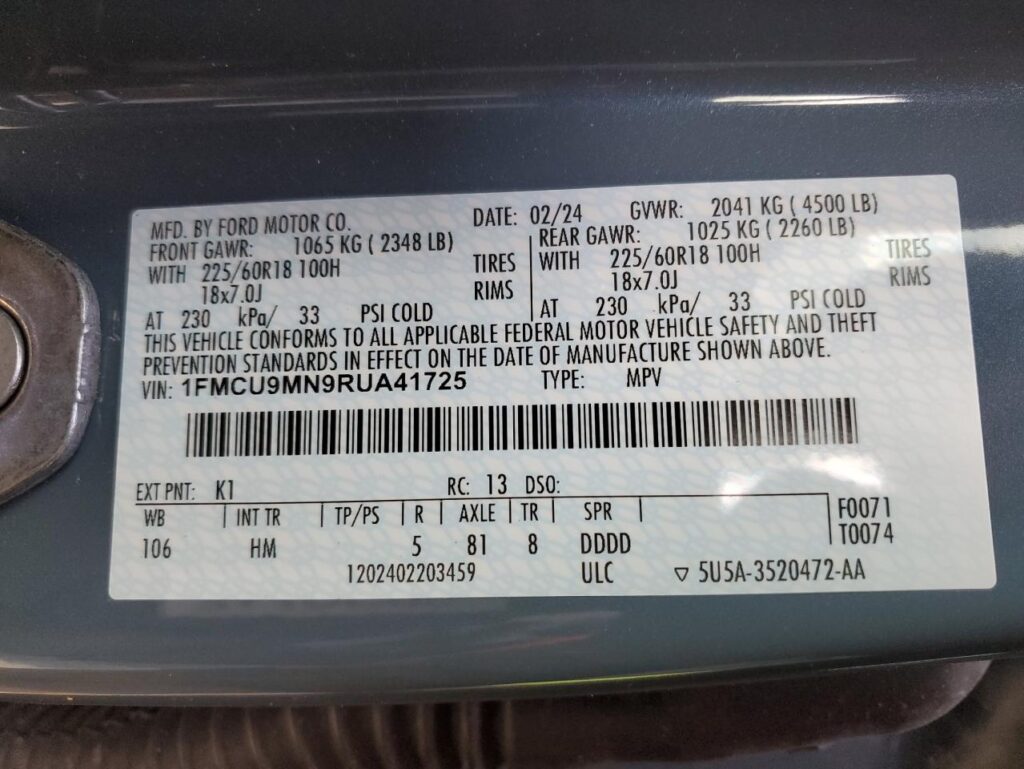 MFD. BY FORD MOTOR CO. DATE: 02/24 GVWR: 2041 KG ( 4500 LB)
FRONT GAWR: 1065 KG ( 2348 LB) REAR GAWR: 1025 KG ( 2260 LB)
WITH 225/60R18 100H TIRES WITH 225/60R18 100H TIRES
18x7.0J RIMS 18x7.0J RIMS
AT 230 kPa/ 33 PSI COLD AT 230 kPa/ 33 PSI COLD
THIS VEHICLE CONFORMS TO ALL APPLICABLE FEDERAL MOTOR VEHICLE SAFETY AND THEFT
PREVENTION STANDARDS IN EFFECT ON THE DATE OF MANUFACTURE SHOWN ABOVE.
VIN: 1FMCU9MN9RUA41725 TYPE: MPV
EXT PNT: K1 RC: 13 DSO:
WB INT TR TP/PS R AXLE TR SPR F0071
T0074
106 HM 5 81 8 DDDD
1202402203459 ULC ▽ 5U5A-3520472-AA